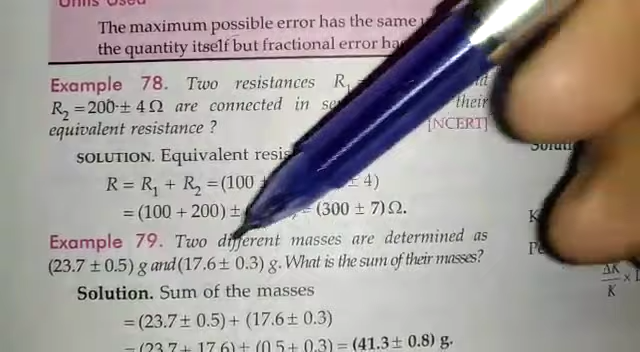 Units Used
The maximum possible error has the same
the quantity itself but fractional error
Example 78. Two resistances R₁
R₂ = 200 ± 4 Ω are connected in their
equivalent resistance ? [NCERT]
SOLUTION. Equivalent
R = R₁ + R₂ = (100 ± 4)
= (100 + 200) ± = (300 ± 7) Ω.
Example 79. Two different masses are determined as
(23.7 ± 0.5) g and (17.6 ± 0.3) g. What is the sum of their masses?
Solution. Sum of the masses
= (23.7 ± 0.5) + (17.6 ± 0.3)
= (23.7 + 17.6) ± (0.5 + 0.3) = (41.3 ± 0.8) g.
K
ΔK
K